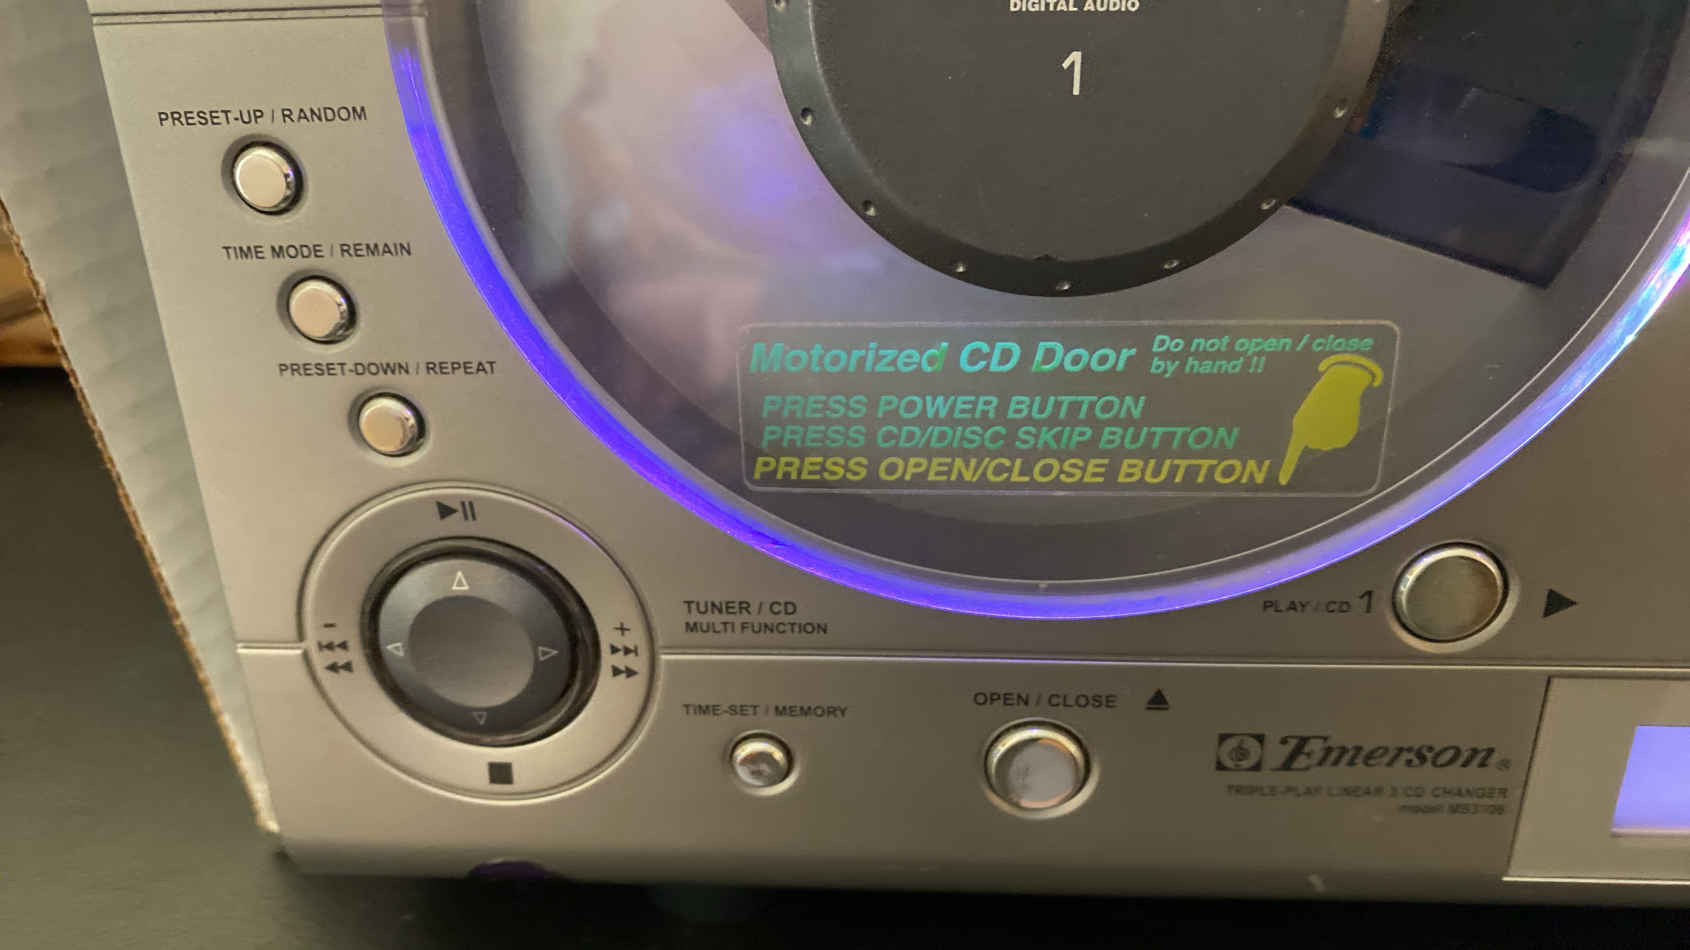 DIGITAL AUDIO
1
PRESET-UP / RANDOM
TIME MODE / REMAIN
PRESET-DOWN / REPEAT
Motorized CD Door
Do not open / close
by hand !!
PRESS POWER BUTTON
PRESS CD/DISC SKIP BUTTON
PRESS OPEN/CLOSE BUTTON
TUNER / CD
MULTI FUNCTION
PLAY / CD 1
TIME-SET / MEMORY
OPEN / CLOSE
Emerson®
TRIPLE-PLAY LINEAR 3 CD CHANGER
model MS3106